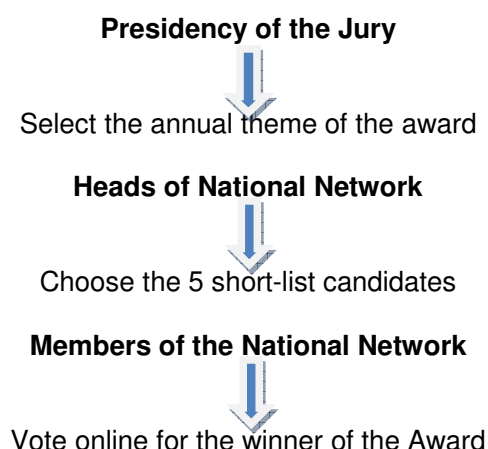 Presidency of the Jury
Select the annual theme of the award
Heads of National Network
Choose the 5 short-list candidates
Members of the National Network
Vote online for the winner of the Award